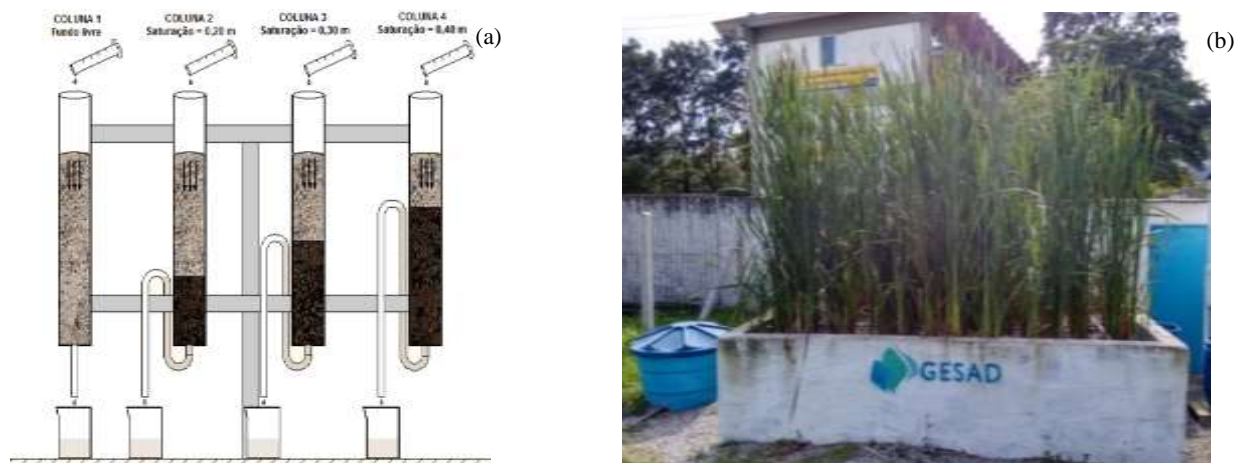 COLUNA 1
Fundo livre
COLUNA 2
Saturação = 0,20 m
COLUNA 3
Saturação = 0,30 m
COLUNA 4
Saturação = 0,40 m
(a)
(b)
GESAD